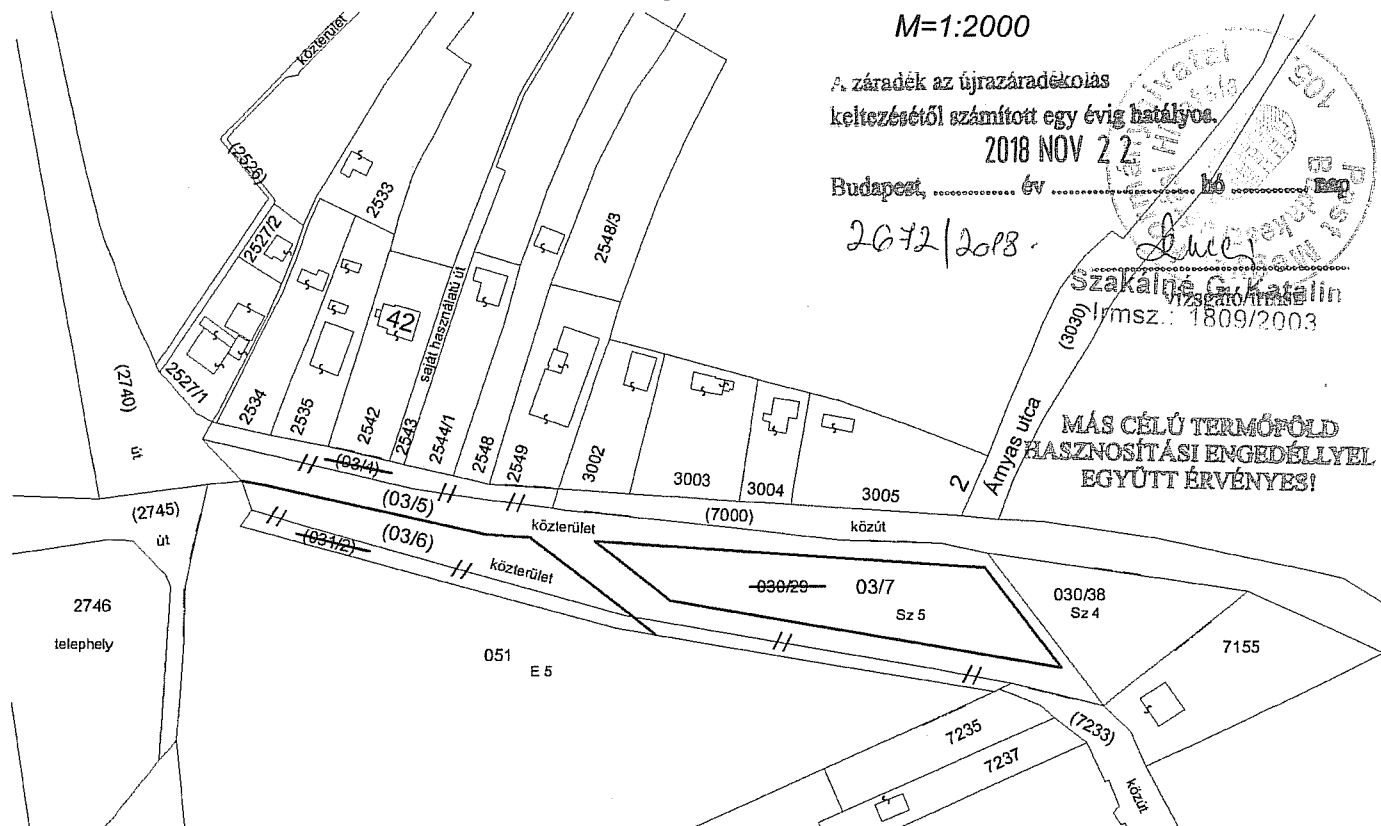 M=1:2000
A záradék az újrazáradékolás
keltezésétől számított egy évig hatályos.
2018 NOV 22.
Budapest, ............ év ............ hó ............ nap
2672/2018.
Szakálné G. Katalin
Irmsz.: 1809/2003
MÁS CÉLÚ TERMŐFÖLD
HASZNOSÍTÁSI ENGEDÉLLYEL
EGYÜTT ÉRVÉNYES!
közterület
(2526)
2533
2527/2
2548/3
42
saját használatú út
(3030)
(2740)
út
2527/1
2534
2535
2542
2543
2544/1
2548
2549
3002
3003
3004
3005
2
Árnyas utca
(03/4)
(03/5)
(7000)
közút
(2745)
út
(031/2)
(03/6)
közterület
közterület
030/29
03/7
Sz 5
030/38
Sz 4
2746
telephely
051
E 5
7155
7235
7237
(7233)
közút